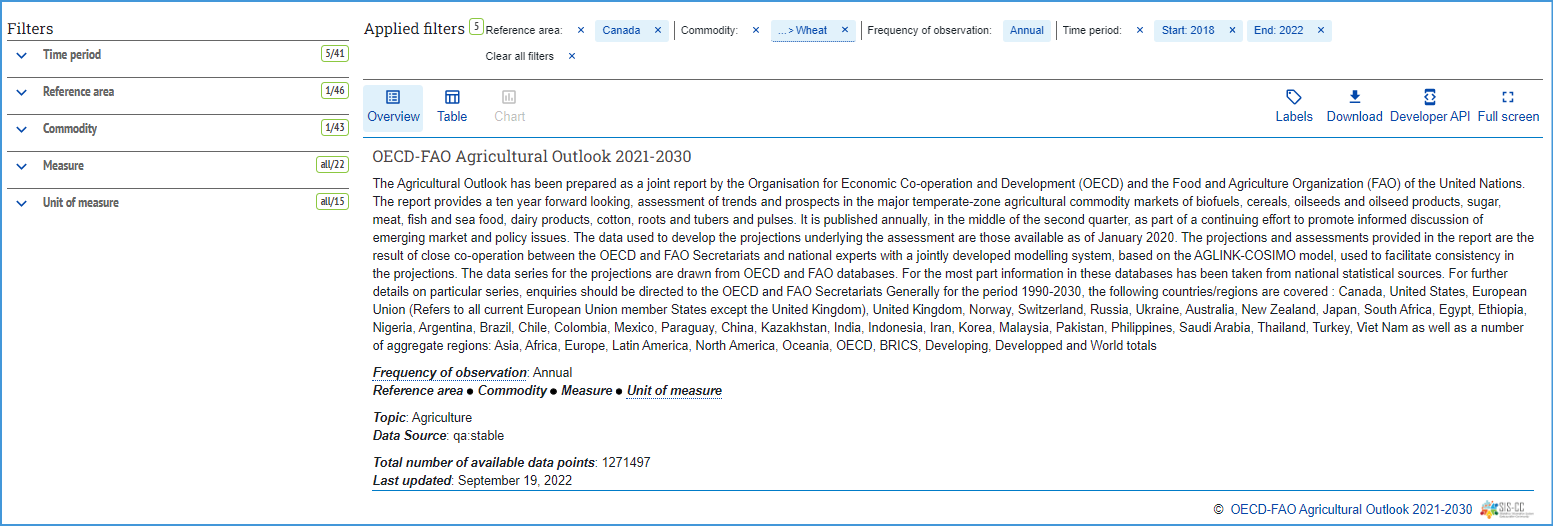 Filters
Time period 5/41
Reference area 1/46
Commodity 1/43
Measure all/22
Unit of measure all/15
Applied filters 5 Reference area: × Canada × Commodity: × ...> Wheat × Frequency of observation: Annual Time period: × Start: 2018 × End: 2022 ×
Clear all filters ×
Overview Table Chart Labels Download Developer API Full screen
OECD-FAO Agricultural Outlook 2021-2030
The Agricultural Outlook has been prepared as a joint report by the Organisation for Economic Co-operation and Development (OECD) and the Food and Agriculture Organization (FAO) of the United Nations.
The report provides a ten year forward looking, assessment of trends and prospects in the major temperate-zone agricultural commodity markets of biofuels, cereals, oilseeds and oilseed products, sugar,
meat, fish and sea food, dairy products, cotton, roots and tubers and pulses. It is published annually, in the middle of the second quarter, as part of a continuing effort to promote informed discussion of
emerging market and policy issues. The data used to develop the projections underlying the assessment are those available as of January 2020. The projections and assessments provided in the report are the
result of close co-operation between the OECD and FAO Secretariats and national experts with a jointly developed modelling system, based on the AGLINK-COSIMO model, used to facilitate consistency in
the projections. The data series for the projections are drawn from OECD and FAO databases. For the most part information in these databases has been taken from national statistical sources. For further
details on particular series, enquiries should be directed to the OECD and FAO Secretariats Generally for the period 1990-2030, the following countries/regions are covered : Canada, United States, European
Union (Refers to all current European Union member States except the United Kingdom), United Kingdom, Norway, Switzerland, Russia, Ukraine, Australia, New Zealand, Japan, South Africa, Egypt, Ethiopia,
Nigeria, Argentina, Brazil, Chile, Colombia, Mexico, Paraguay, China, Kazakhstan, India, Indonesia, Iran, Korea, Malaysia, Pakistan, Philippines, Saudi Arabia, Thailand, Turkey, Viet Nam as well as a number
of aggregate regions: Asia, Africa, Europe, Latin America, North America, Oceania, OECD, BRICS, Developing, Developped and World totals
Frequency of observation: Annual
Reference area ● Commodity ● Measure ● Unit of measure
Topic: Agriculture
Data Source: qa:stable
Total number of available data points: 1271497
Last updated: September 19, 2022
© OECD-FAO Agricultural Outlook 2021-2030 SIS-CC